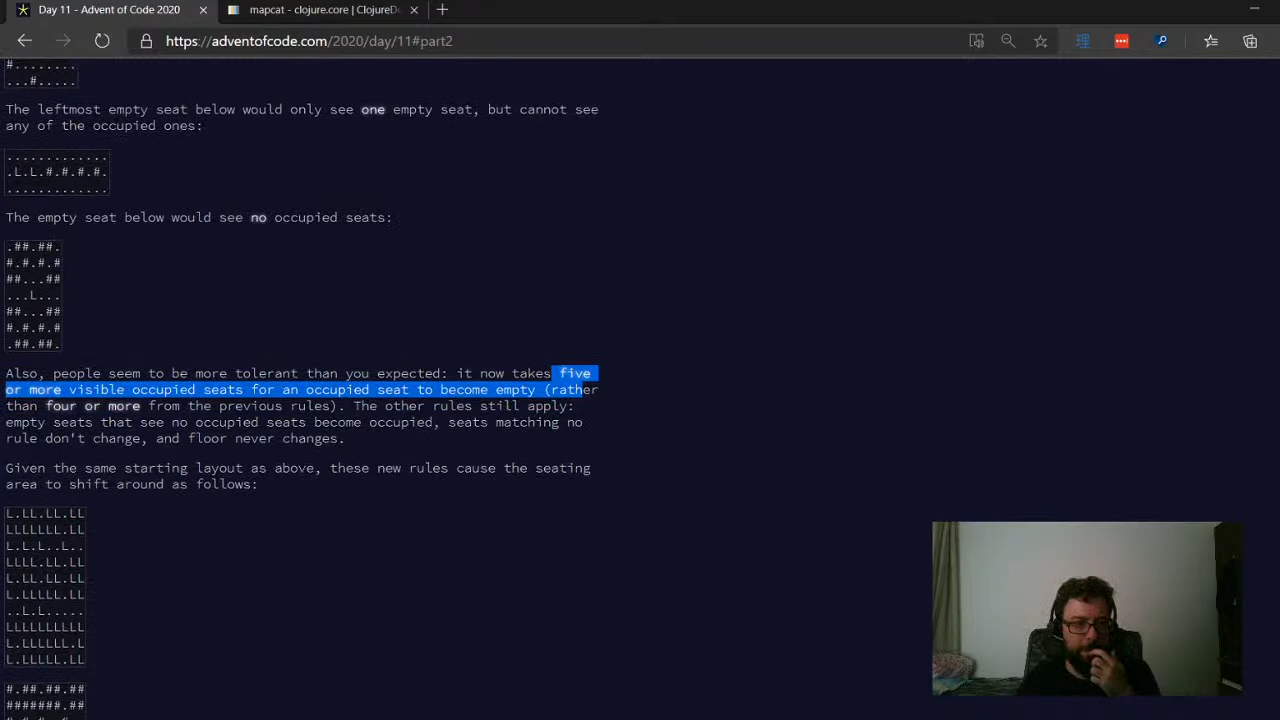 Day 11 - Advent of Code 2020
mapcat - clojure.core | ClojureDo
https://adventofcode.com/2020/day/11#part2
#........
...#.....
The leftmost empty seat below would only see one empty seat, but cannot see
any of the occupied ones:
.............
.L.L.#.#.#.#.
.............
The empty seat below would see no occupied seats:
.##.##.
#.#.#.#
##...##
...L...
##...##
#.#.#.#
.##.##.
Also, people seem to be more tolerant than you expected: it now takes five
or more visible occupied seats for an occupied seat to become empty (rather
than four or more from the previous rules). The other rules still apply:
empty seats that see no occupied seats become occupied, seats matching no
rule don't change, and floor never changes.
Given the same starting layout as above, these new rules cause the seating
area to shift around as follows:
L.LL.LL.LL
LLLLLLL.LL
L.L.L..L..
LLLL.LL.LL
L.LL.LL.LL
L.LLLLL.LL
..L.L.....
LLLLLLLLLL
L.LLLLLL.L
L.LLLLL.LL
#.##.##.##
#######.##